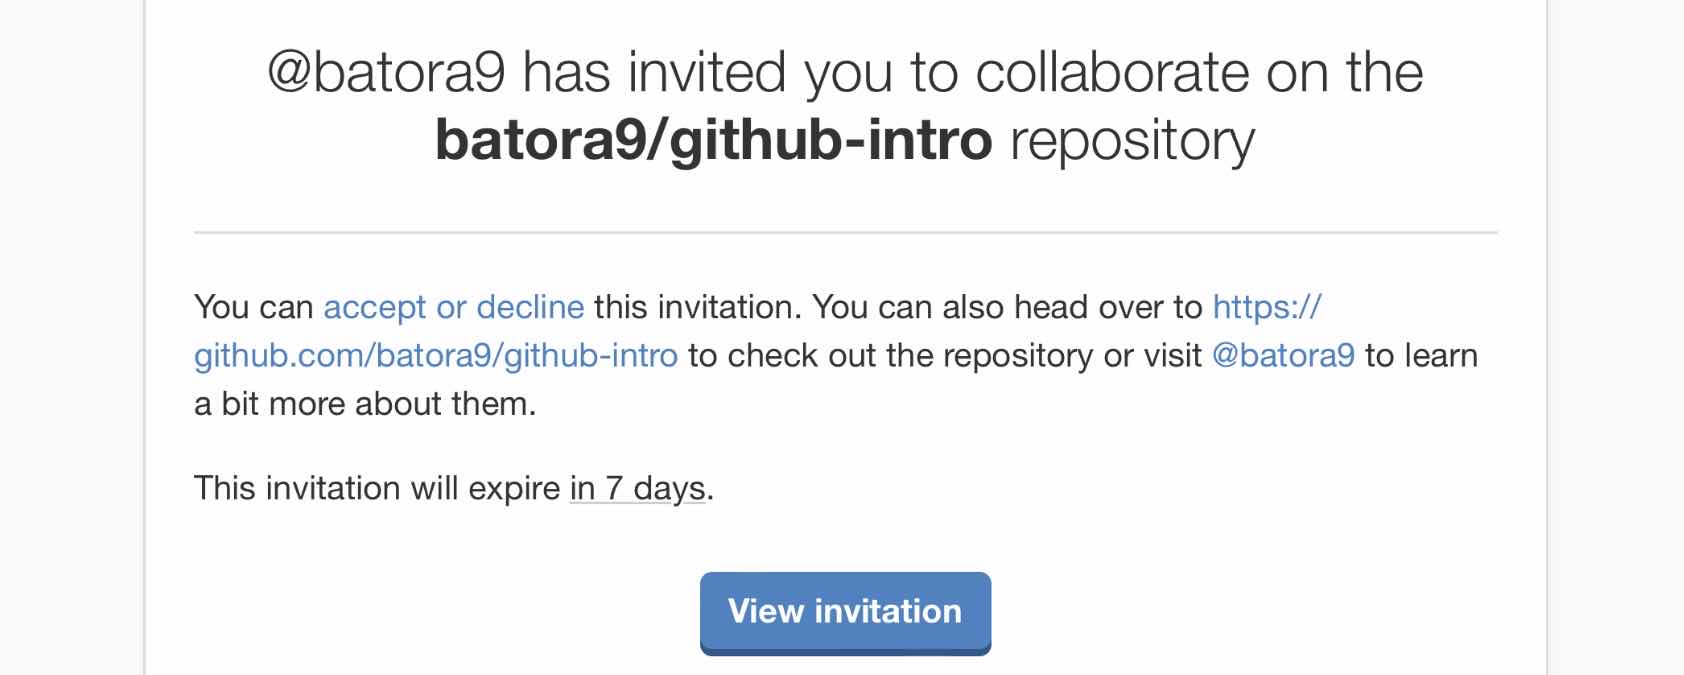 @batora9 has invited you to collaborate on the
batora9/github-intro repository
You can accept or decline this invitation. You can also head over to https://
github.com/batora9/github-intro to check out the repository or visit @batora9 to learn
a bit more about them.
This invitation will expire in 7 days.
View invitation